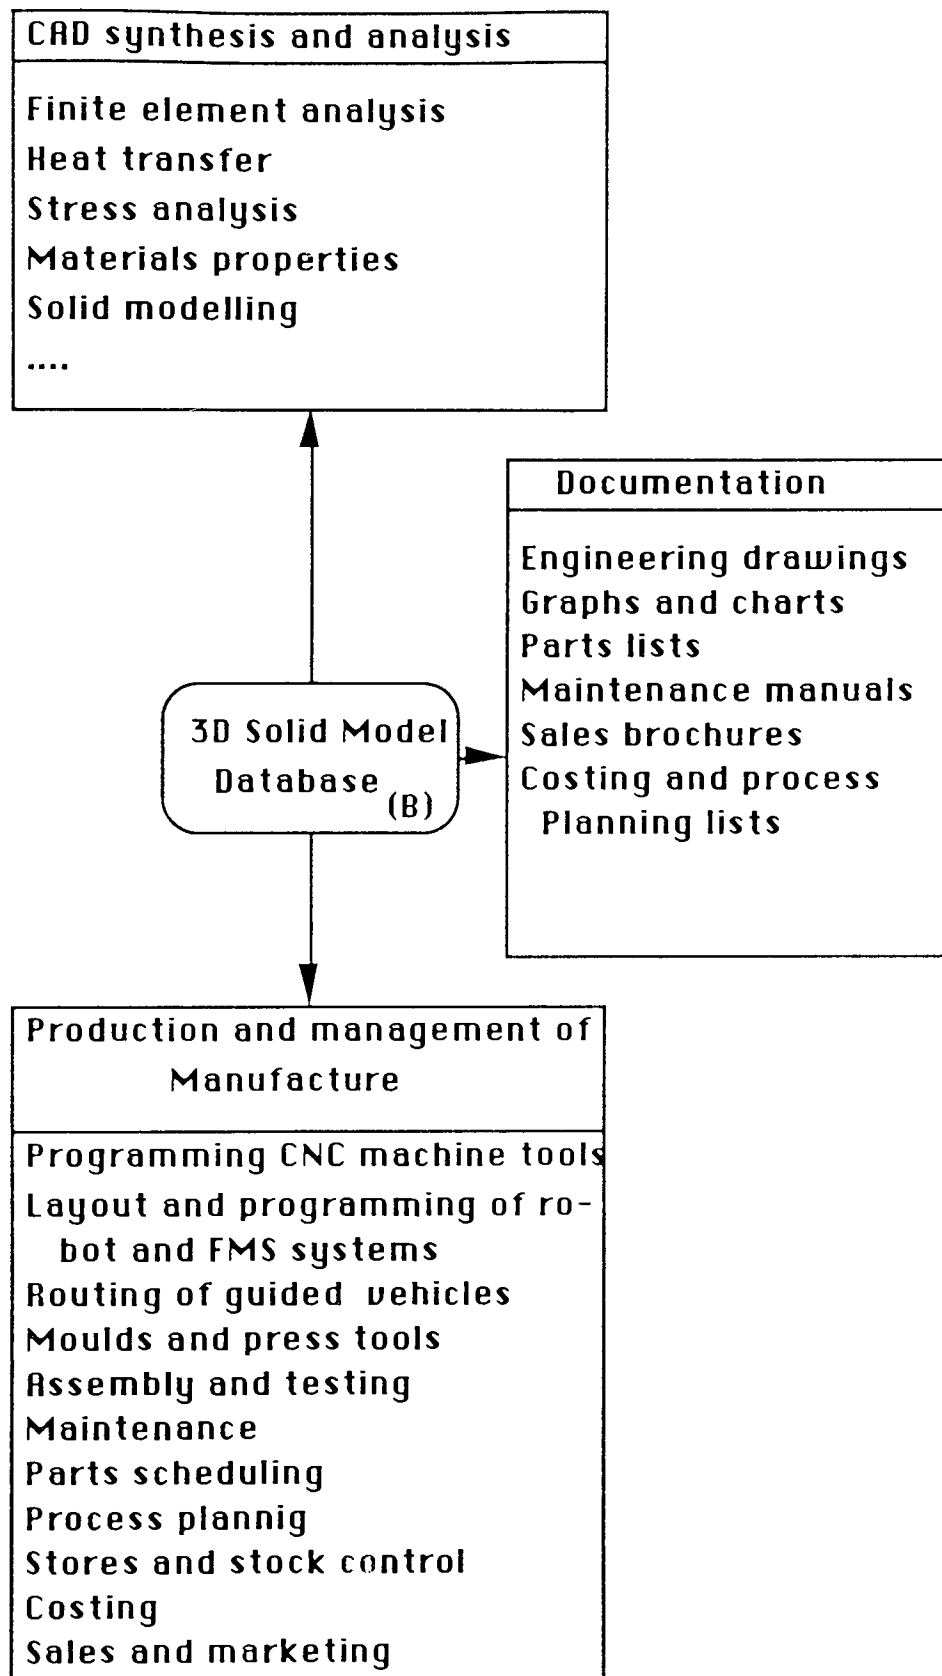 CAD synthesis and analysis
Finite element analysis
Heat transfer
Stress analysis
Materials properties
Solid modelling
....
Documentation
Engineering drawings
Graphs and charts
Parts lists
Maintenance manuals
Sales brochures
Costing and process
Planning lists
3D Solid Model
Database
(B)
Production and management of
Manufacture
Programming CNC machine tools
Layout and programming of ro-
bot and FMS systems
Routing of guided vehicles
Moulds and press tools
Assembly and testing
Maintenance
Parts scheduling
Process plannig
Stores and stock control
Costing
Sales and marketing